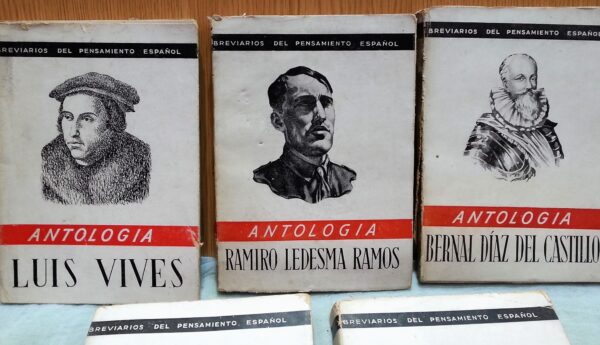 BREVIARIOS DEL PENSAMIENTO ESPAÑOL
ANTOLOGIA
LUIS VIVES
BREVIARIOS DEL PENSAMIENTO ESPAÑOL
ANTOLOGIA
RAMIRO LEDESMA RAMOS
BREVIARIOS DEL PENSAMIENTO ESPAÑOL
ANTOLOGIA
BERNAL DÍAZ DEL CASTILLO
BREVIARIOS DEL PENSAMIENTO ESPAÑOL
BREVIARIOS DEL PENSAMIENTO ESPAÑOL